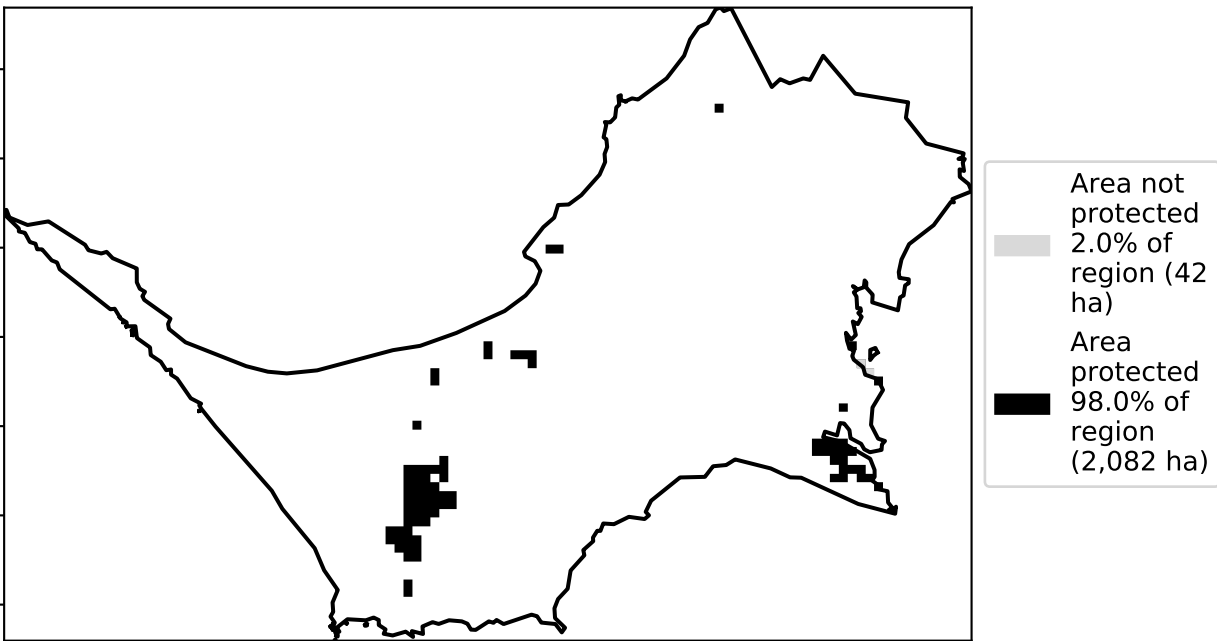 Area not
protected
2.0% of
region (42
ha)
Area
protected
98.0% of
region
(2,082 ha)